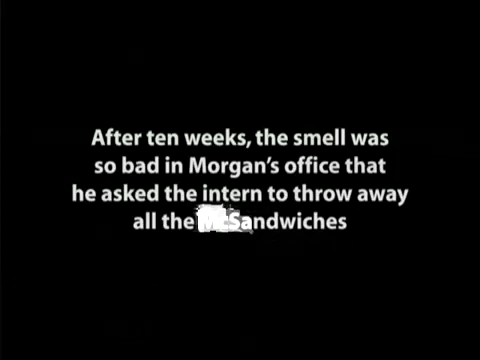 After ten weeks, the smell was
so bad in Morgan's office that
he asked the intern to throw away
all the McSandwiches